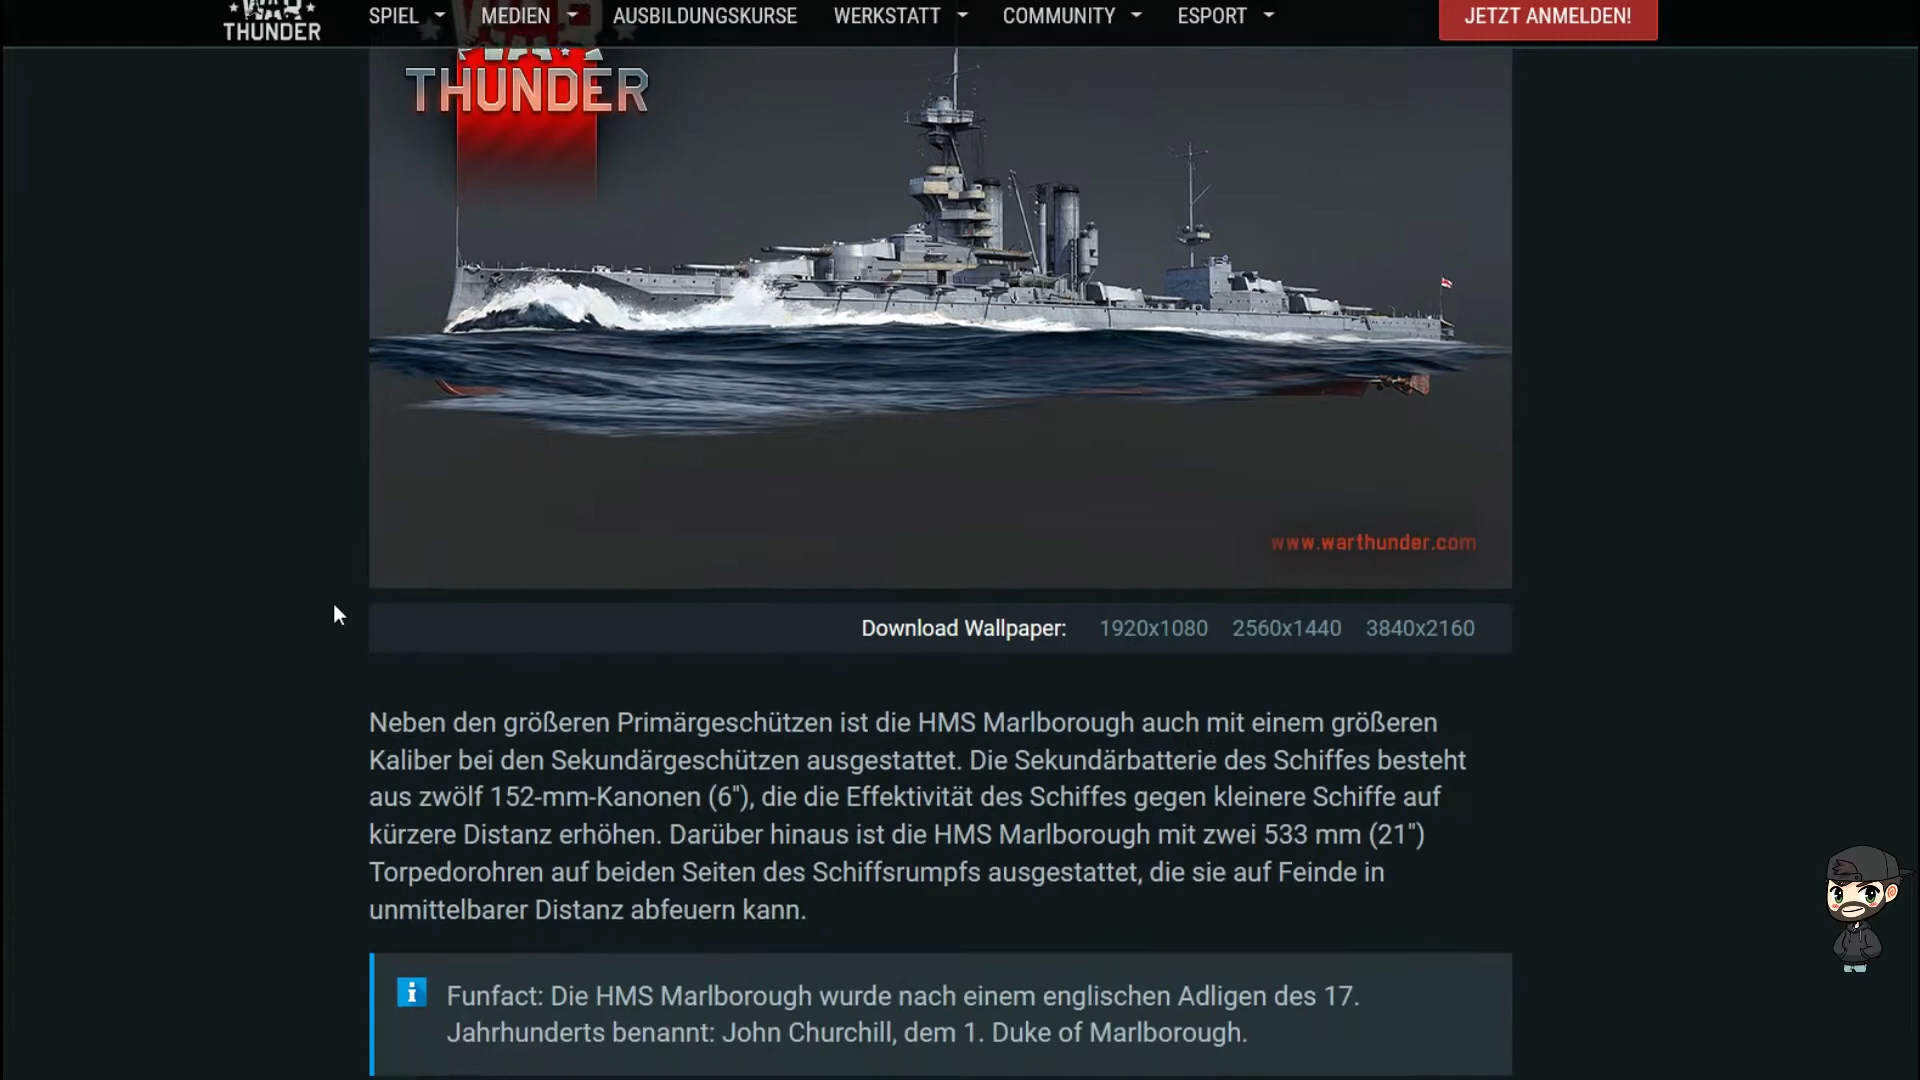 WAR
THUNDER
SPIEL
MEDIEN
AUSBILDUNGSKURSE
WERKSTATT
COMMUNITY
ESPORT
JETZT ANMELDEN!
WAR
THUNDER
www.warthunder.com
Download Wallpaper: 1920x1080 2560x1440 3840x2160
Neben den größeren Primärgeschützen ist die HMS Marlborough auch mit einem größeren
Kaliber bei den Sekundärgeschützen ausgestattet. Die Sekundärbatterie des Schiffes besteht
aus zwölf 152-mm-Kanonen (6"), die die Effektivität des Schiffes gegen kleinere Schiffe auf
kürzere Distanz erhöhen. Darüber hinaus ist die HMS Marlborough mit zwei 533 mm (21")
Torpedorohren auf beiden Seiten des Schiffsrumpfs ausgestattet, die sie auf Feinde in
unmittelbarer Distanz abfeuern kann.
Funfact: Die HMS Marlborough wurde nach einem englischen Adligen des 17.
Jahrhunderts benannt: John Churchill, dem 1. Duke of Marlborough.